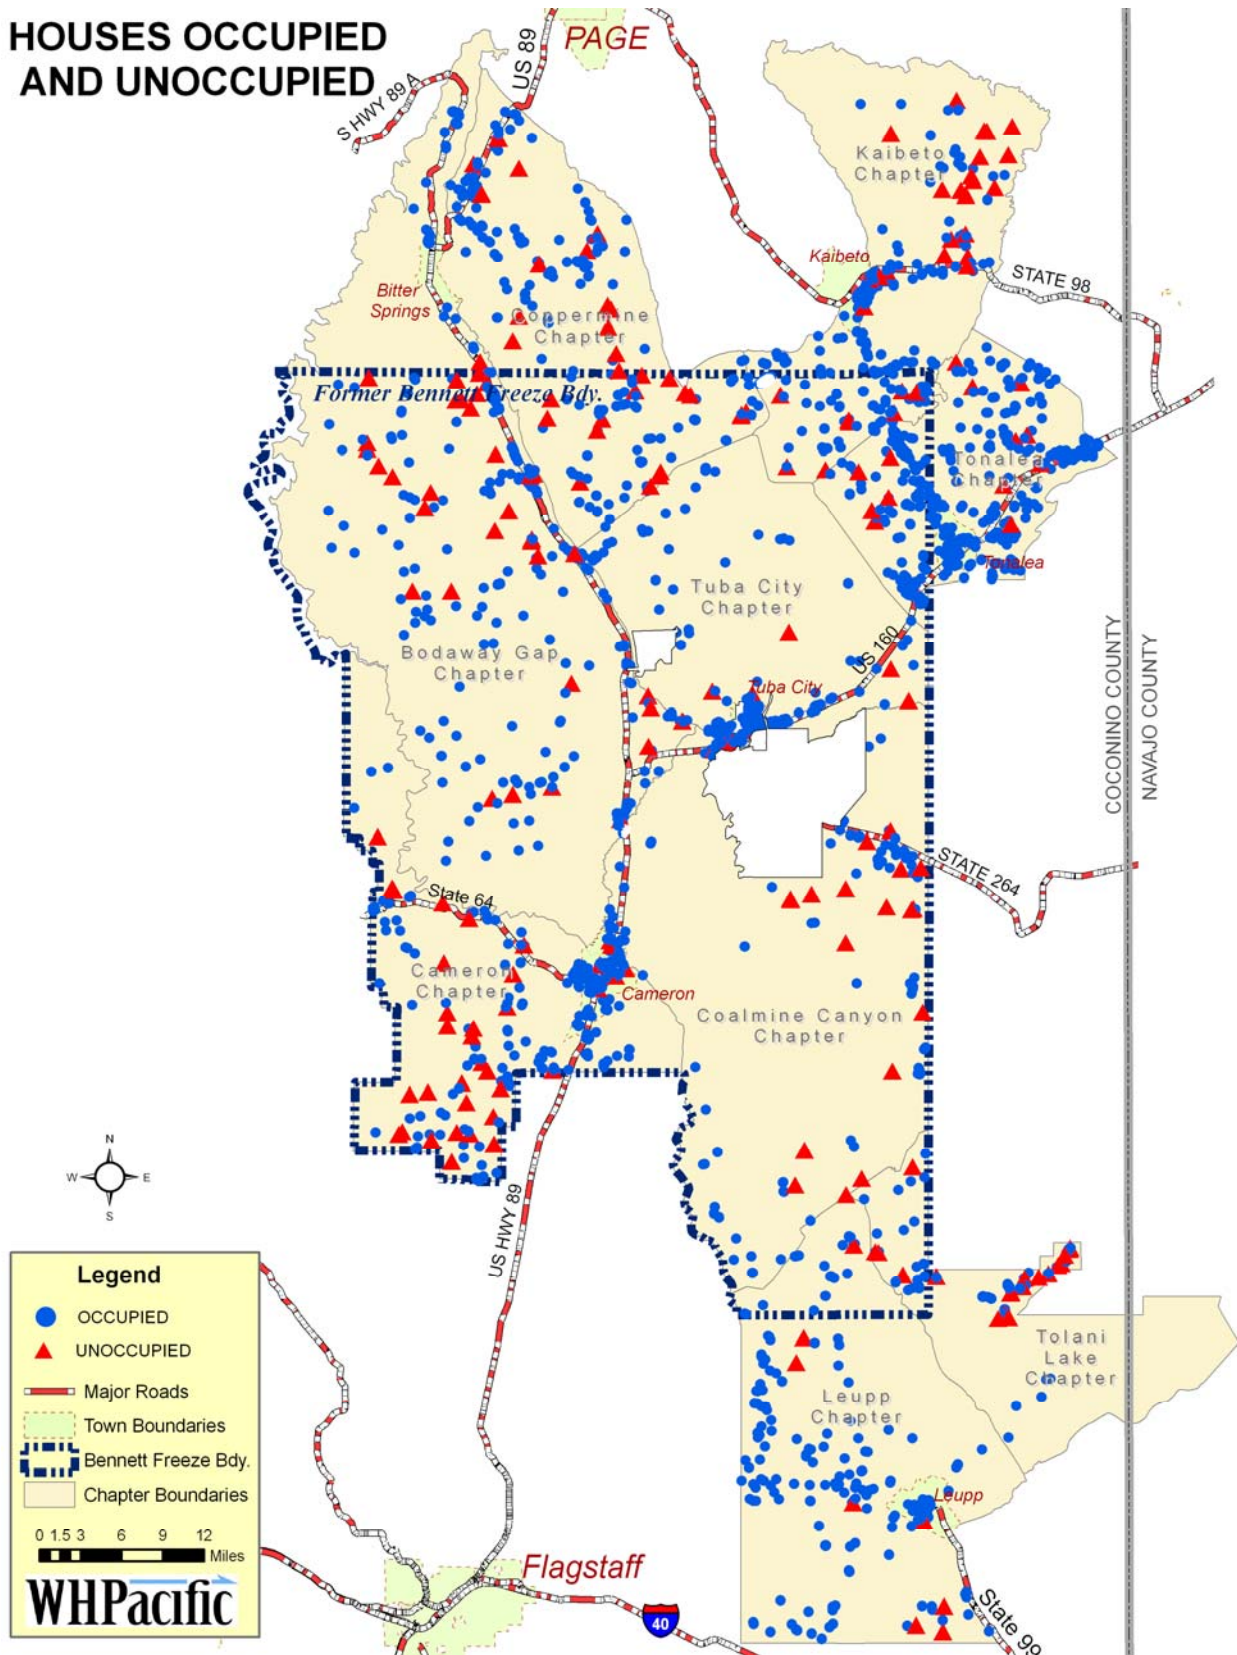 HOUSES OCCUPIED
AND UNOCCUPIED
PAGE
US 89
S HWY 89 A
Kaibeto
Chapter
Kaibeto
STATE 98
Bitter
Springs
Coppermine
Chapter
Former Bennett Freeze Bdy.
Tonalea
Chapter
Tonalea
Tuba City
Chapter
Bodaway Gap
Chapter
US 160
Tuba City
COCONINO COUNTY
NAVAJO COUNTY
STATE 264
State 64
Cameron
Chapter
Cameron
Coalmine Canyon
Chapter
N
W E
S
US HWY 89
Tolani
Lake
Chapter
Leupp
Chapter
Leupp
State 99
Flagstaff
40
Legend
OCCUPIED
UNOCCUPIED
Major Roads
Town Boundaries
Bennett Freeze Bdy.
Chapter Boundaries
0 1.5 3 6 9 12
Miles
WHPacific